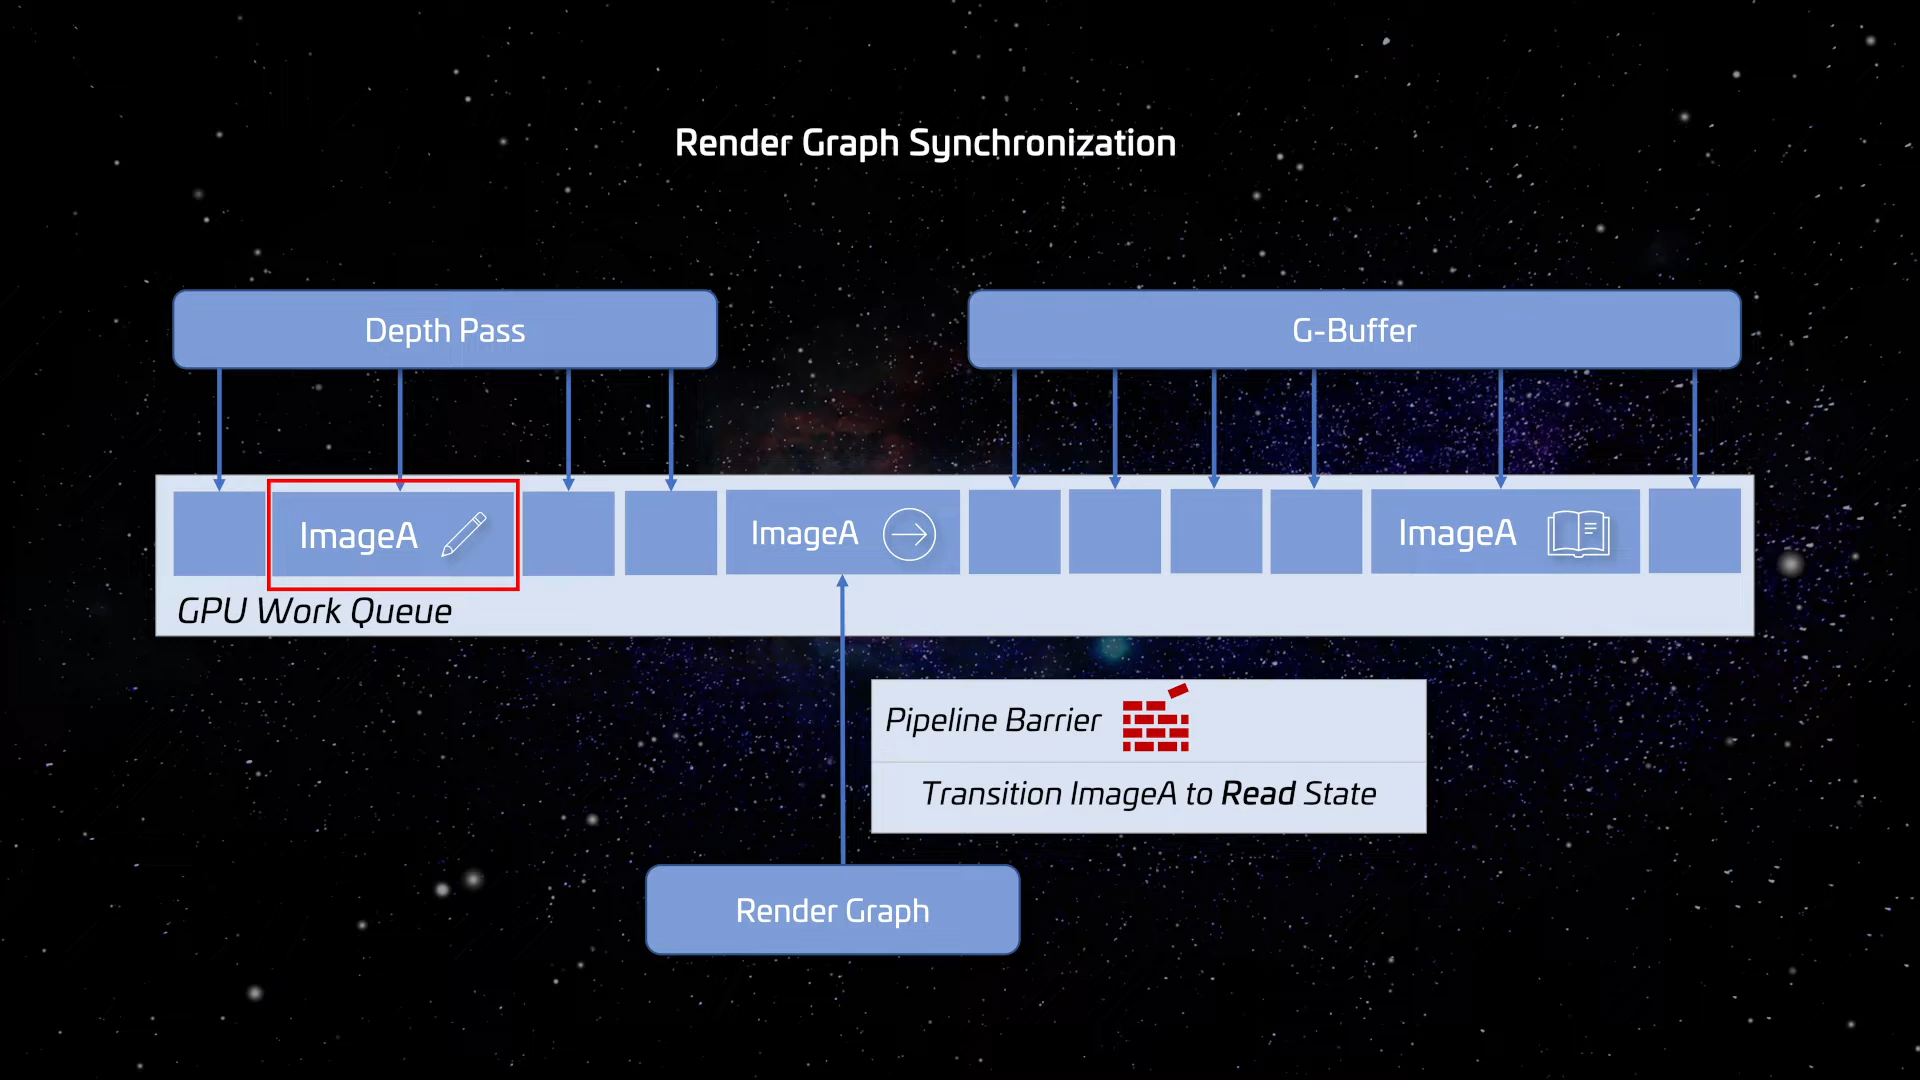 Render Graph Synchronization
Depth Pass
G-Buffer
ImageA
ImageA
ImageA
GPU Work Queue
Pipeline Barrier
Transition ImageA to Read State
Render Graph